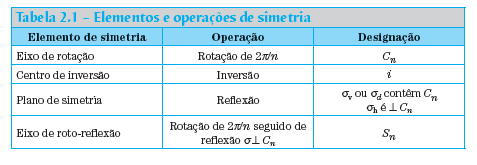 Tabela 2.1 – Elementos e operações de simetria
Elemento de simetria Operação Designação
Eixo de rotação Rotação de 2π/n Cn
Centro de inversão Inversão i
Plano de simetria Reflexão σv ou σd contêm Cn
σh é ⊥ Cn
Eixo de roto-reflexão Rotação de 2π/n seguido de
reflexão σ⊥ Cn Sn